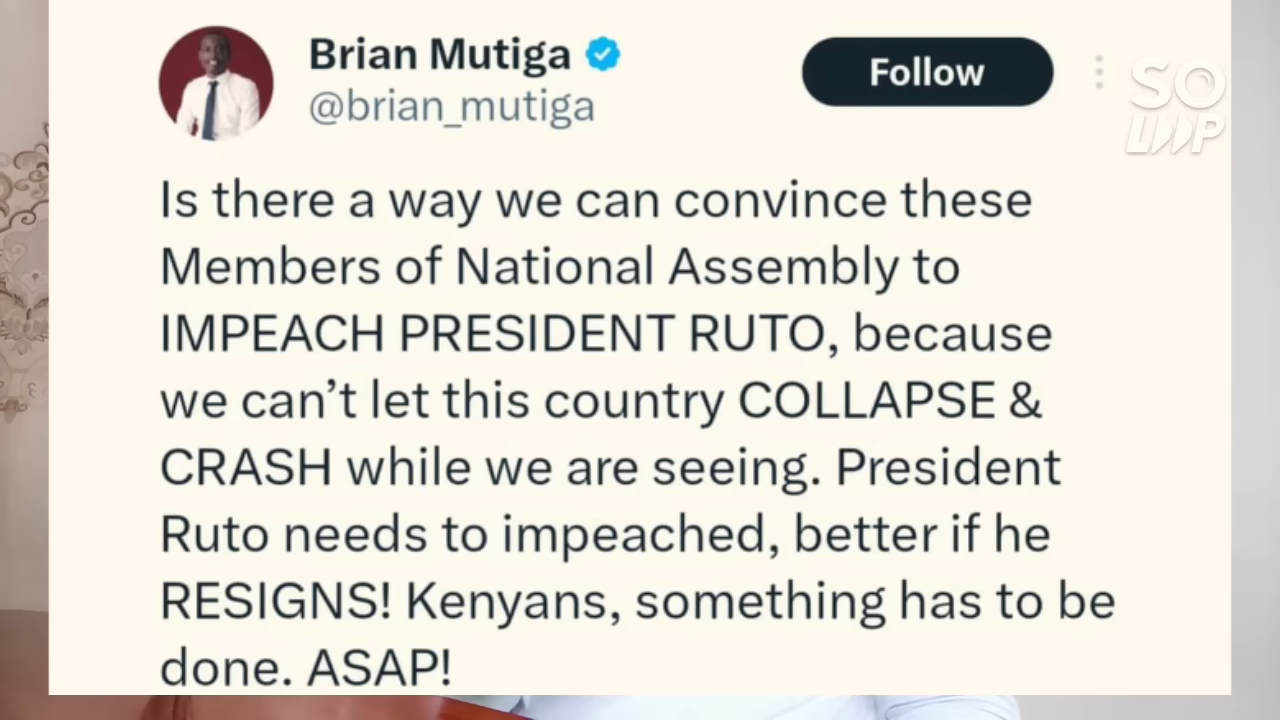 Brian Mutiga
@brian_mutiga
Follow
SO
LIP
Is there a way we can convince these
Members of National Assembly to
IMPEACH PRESIDENT RUTO, because
we can’t let this country COLLAPSE &
CRASH while we are seeing. President
Ruto needs to impeached, better if he
RESIGNS! Kenyans, something has to be
done. ASAP!